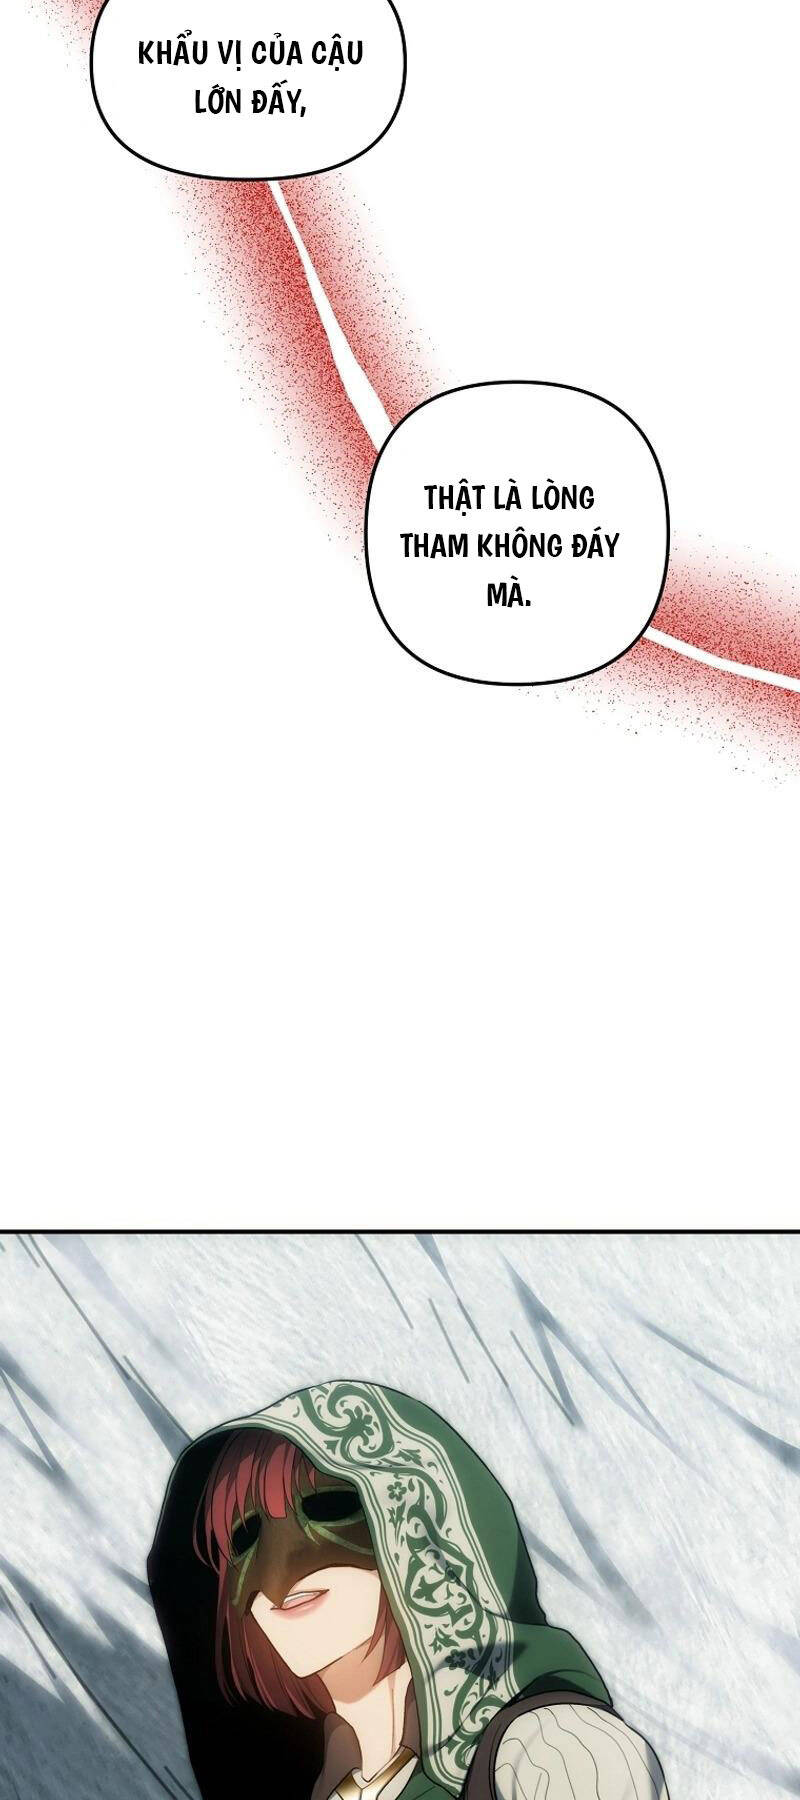 KHẨU VỊ CỦA CẬU
LỚN ĐẤY,
THẬT LÀ LÒNG
THAM KHÔNG ĐÁY
MÀ.